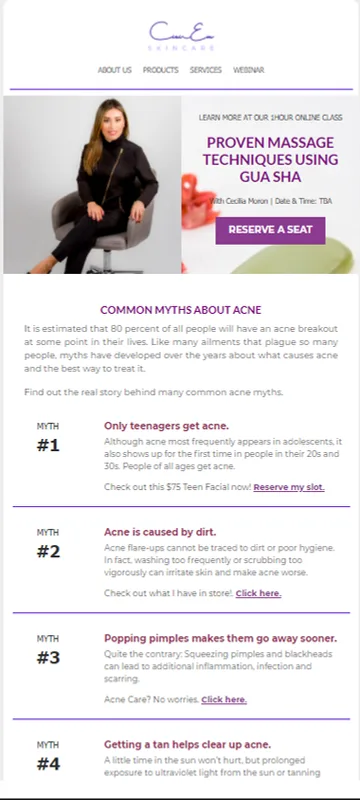 SKINCARE
ABOUT US PRODUCTS SERVICES WEBINAR
LEARN MORE AT OUR 1HOUR ONLINE CLASS
PROVEN MASSAGE
TECHNIQUES USING
GUA SHA
With Cecilia Moron | Date & Time: TBA
RESERVE A SEAT
COMMON MYTHS ABOUT ACNE
It is estimated that 80 percent of all people will have an acne breakout
at some point in their lives. Like many ailments that plague so many
people, myths have developed over the years about what causes acne
and the best way to treat it.
Find out the real story behind many common acne myths.
MYTH
#1
Only teenagers get acne.
Although acne most frequently appears in adolescents, it
also shows up for the first time in people in their 20s and
30s. People of all ages get acne.
Check out this $75 Teen Facial now! Reserve my slot.
MYTH
#2
Acne is caused by dirt.
Acne flare-ups cannot be traced to dirt or poor hygiene.
In fact, washing too frequently or scrubbing too
vigorously can irritate skin and make acne worse.
Check out what I have in store!. Click here.
MYTH
#3
Popping pimples makes them go away sooner.
Quite the contrary: Squeezing pimples and blackheads
can lead to additional inflammation, infection and
scarring.
Acne Care? No worries. Click here.
MYTH
#4
Getting a tan helps clear up acne.
A little time in the sun won't hurt, but prolonged
exposure to ultraviolet light from the sun or tanning